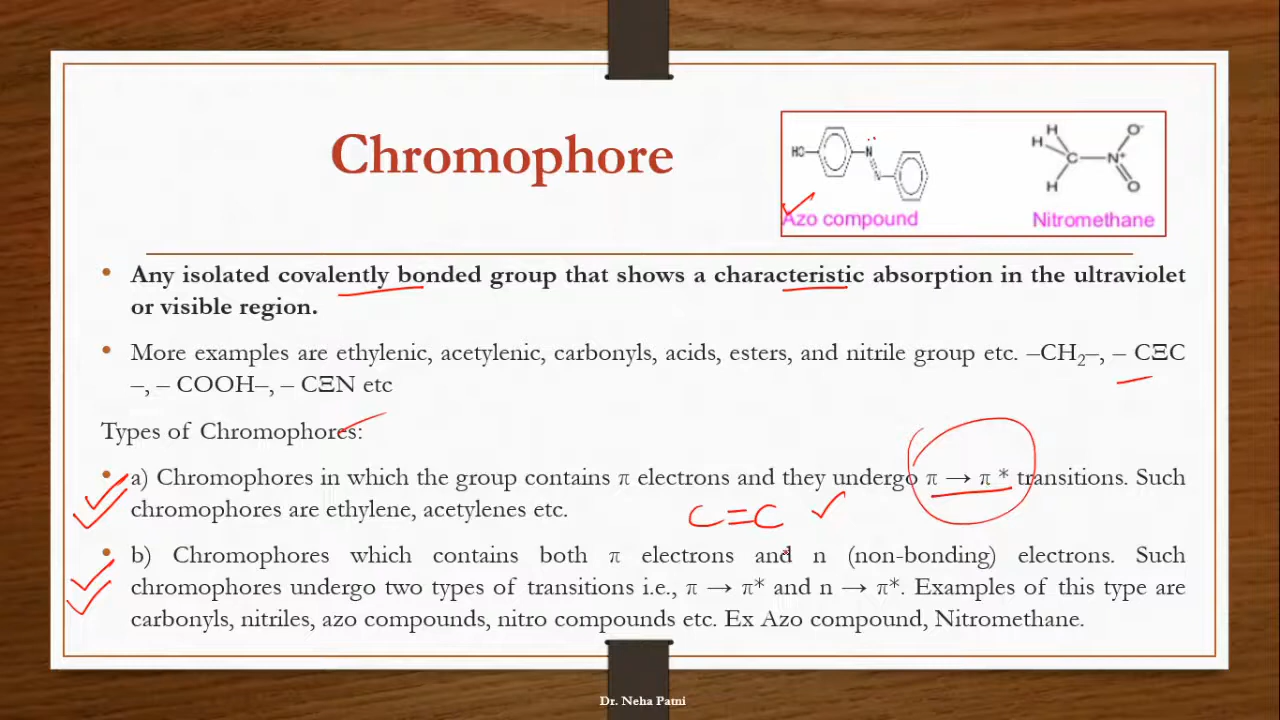 Chromophore
HO
N
N
Azo compound
H
H
H
C
N⁺
O⁻
O
Nitromethane
• Any isolated covalently bonded group that shows a characteristic absorption in the ultraviolet
or visible region.
• More examples are ethylenic, acetylenic, carbonyls, acids, esters, and nitrile group etc. –CH₂–, – CΞC
–, – COOH–, – CΞN etc
Types of Chromophores:
• a) Chromophores in which the group contains π electrons and they undergo π → π * transitions. Such
chromophores are ethylene, acetylenes etc.
C=C
• b) Chromophores which contains both π electrons and n (non-bonding) electrons. Such
chromophores undergo two types of transitions i.e., π → π* and n → π*. Examples of this type are
carbonyls, nitriles, azo compounds, nitro compounds etc. Ex Azo compound, Nitromethane.
Dr. Neha Patni